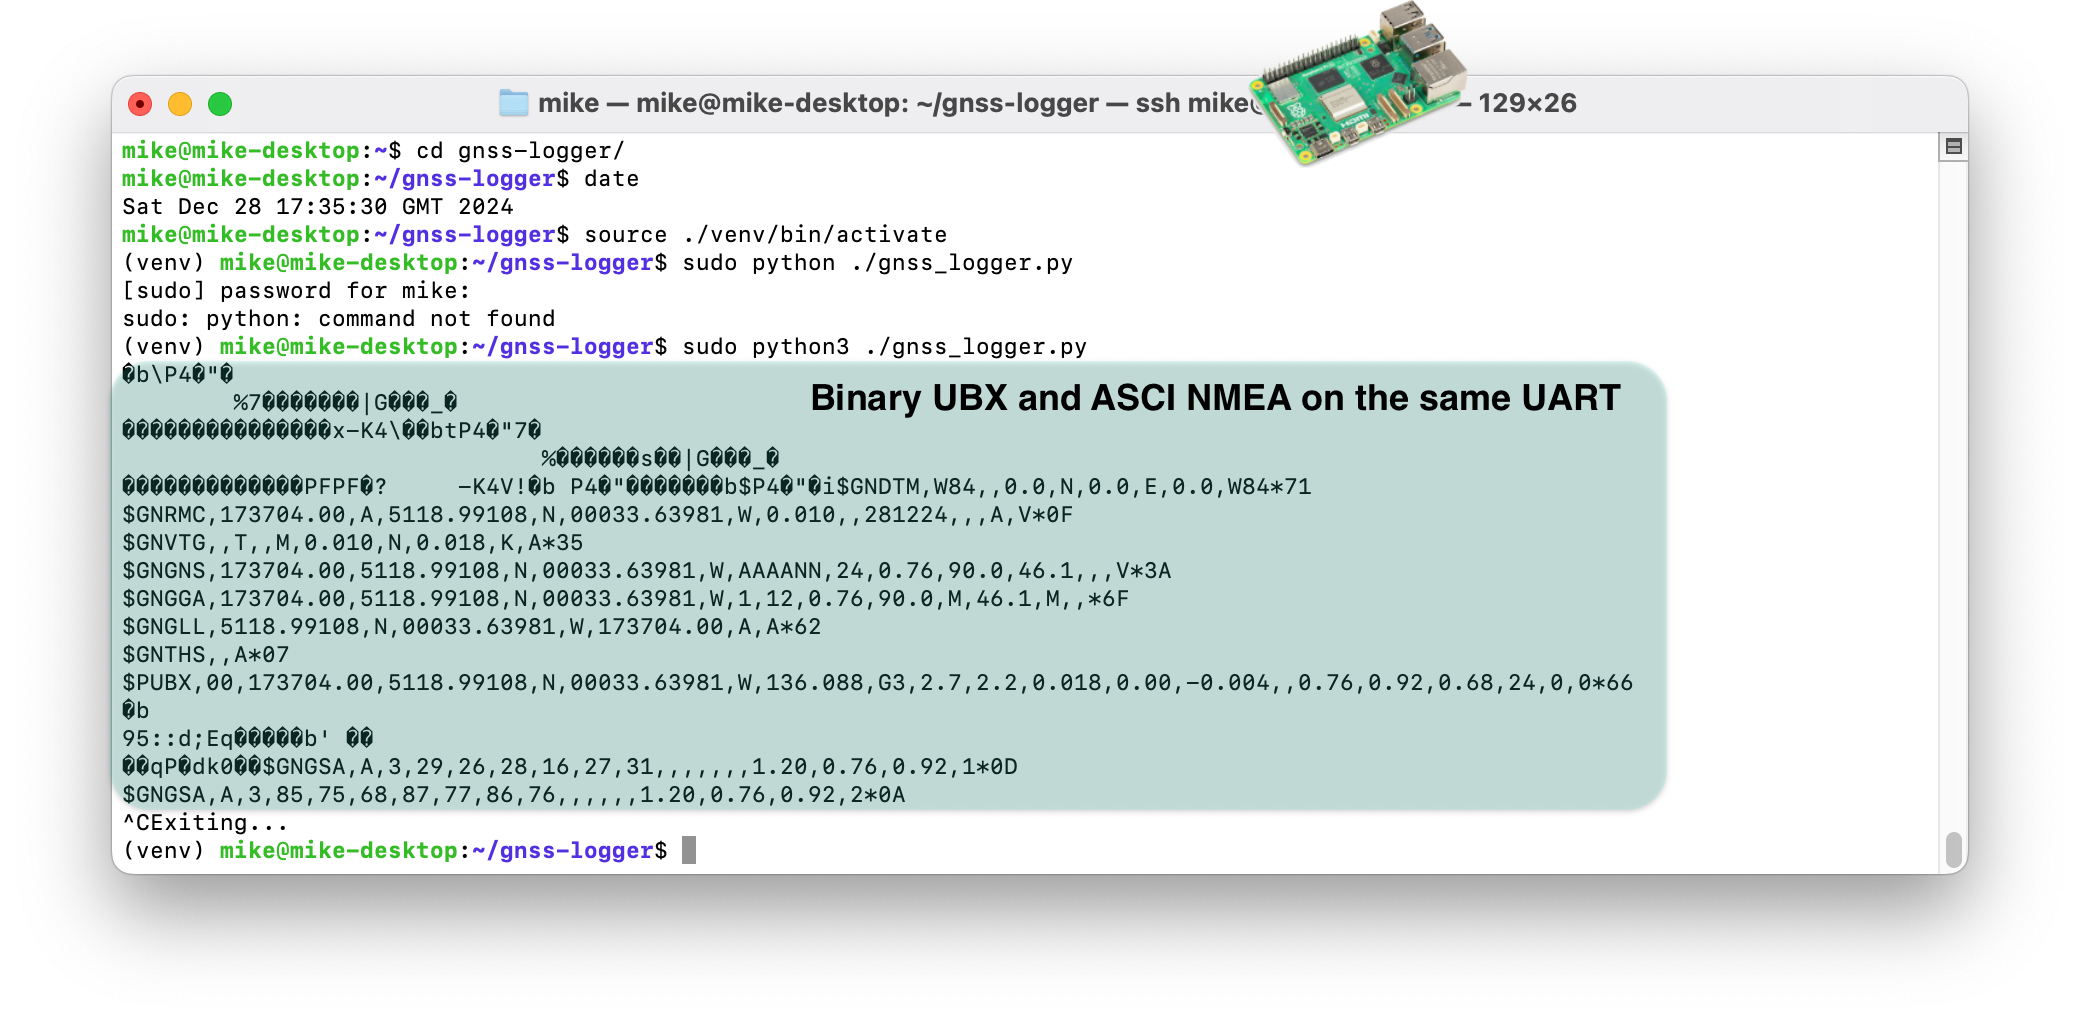 mike — mike@mike-desktop: ~/gnss-logger — ssh mike — 129×26
mike@mike-desktop:~$ cd gnss-logger/
mike@mike-desktop:~/gnss-logger$ date
Sat Dec 28 17:35:30 GMT 2024
mike@mike-desktop:~/gnss-logger$ source ./venv/bin/activate
(venv) mike@mike-desktop:~/gnss-logger$ sudo python ./gnss_logger.py
[sudo] password for mike:
sudo: python: command not found
(venv) mike@mike-desktop:~/gnss-logger$ sudo python3 ./gnss_logger.py
�b\P4�"�
Binary UBX and ASCI NMEA on the same UART
%7�������|G���_�
���������������x-K4\��btP4�"7�
%������s��|G���_�
�������������PFPF�? -K4V!�b P4�"�������b$P4�"�i$GNDTM,W84,,0.0,N,0.0,E,0.0,W84*71
$GNRMC,173704.00,A,5118.99108,N,00033.63981,W,0.010,,281224,,,A,V*0F
$GNVTG,,T,,M,0.010,N,0.018,K,A*35
$GNGNS,173704.00,5118.99108,N,00033.63981,W,AAAANN,24,0.76,90.0,46.1,,,V*3A
$GNGGA,173704.00,5118.99108,N,00033.63981,W,1,12,0.76,90.0,M,46.1,M,,*6F
$GNGLL,5118.99108,N,00033.63981,W,173704.00,A,A*62
$GNTHS,,A*07
$PUBX,00,173704.00,5118.99108,N,00033.63981,W,136.088,G3,2.7,2.2,0.018,0.00,-0.004,,0.76,0.92,0.68,24,0,0*66
�b
95::d;Eq�����b' ��
��qP�dk0��$GNGSA,A,3,29,26,28,16,27,31,,,,,,,1.20,0.76,0.92,1*0D
$GNGSA,A,3,85,75,68,87,77,86,76,,,,,,1.20,0.76,0.92,2*0A
^CExiting...
(venv) mike@mike-desktop:~/gnss-logger$
HDMI